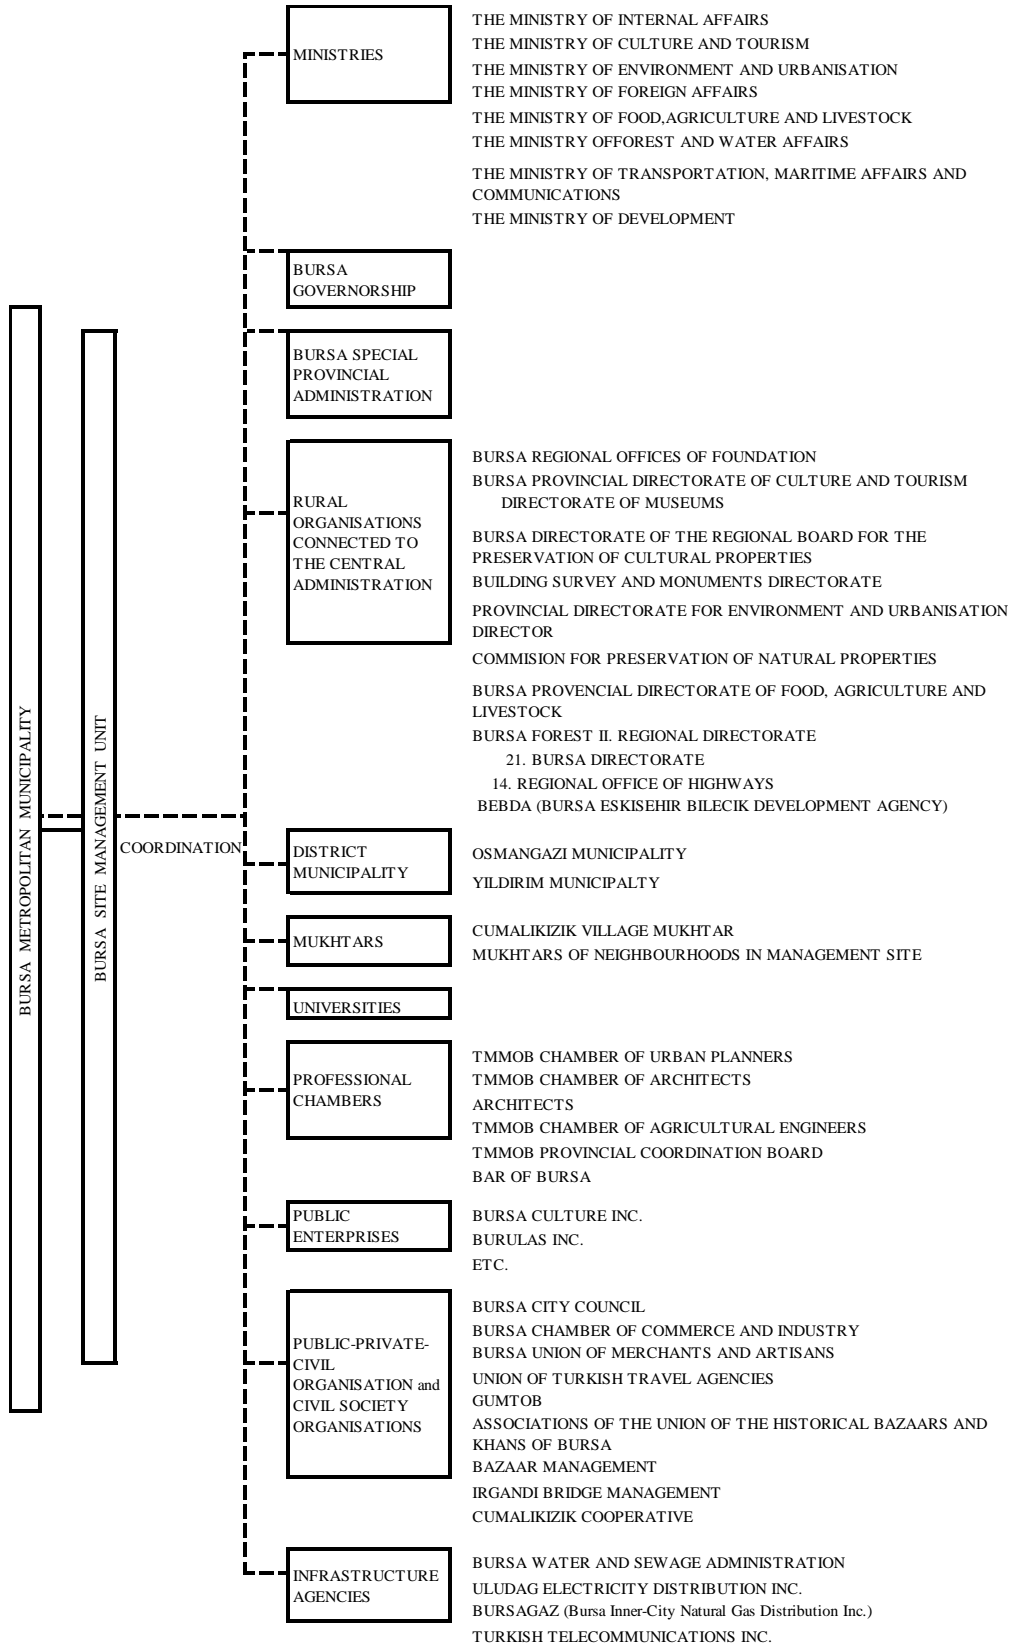 MINISTRIES
THE MINISTRY OF INTERNAL AFFAIRS
THE MINISTRY OF CULTURE AND TOURISM
THE MINISTRY OF ENVIRONMENT AND URBANISATION
THE MINISTRY OF FOREIGN AFFAIRS
THE MINISTRY OF FOOD,AGRICULTURE AND LIVESTOCK
THE MINISTRY OFFOREST AND WATER AFFAIRS
THE MINISTRY OF TRANSPORTATION, MARITIME AFFAIRS AND
COMMUNICATIONS
THE MINISTRY OF DEVELOPMENT
BURSA
GOVERNORSHIP
BURSA SPECIAL
PROVINCIAL
ADMINISTRATION
RURAL
ORGANISATIONS
CONNECTED TO
THE CENTRAL
ADMINISTRATION
BURSA REGIONAL OFFICES OF FOUNDATION
BURSA PROVINCIAL DIRECTORATE OF CULTURE AND TOURISM
DIRECTORATE OF MUSEUMS
BURSA DIRECTORATE OF THE REGIONAL BOARD FOR THE
PRESERVATION OF CULTURAL PROPERTIES
BUILDING SURVEY AND MONUMENTS DIRECTORATE
PROVINCIAL DIRECTORATE FOR ENVIRONMENT AND URBANISATION
DIRECTOR
COMMISION FOR PRESERVATION OF NATURAL PROPERTIES
BURSA PROVENCIAL DIRECTORATE OF FOOD, AGRICULTURE AND
LIVESTOCK
BURSA FOREST II. REGIONAL DIRECTORATE
21. BURSA DIRECTORATE
14. REGIONAL OFFICE OF HIGHWAYS
BEBDA (BURSA ESKISEHIR BILECIK DEVELOPMENT AGENCY)
BURSA METROPOLITAN MUNICIPALITY
BURSA SITE MANAGEMENT UNIT
COORDINATION
DISTRICT
MUNICIPALITY
OSMANGAZI MUNICIPALITY
YILDIRIM MUNICIPALTY
MUKHTARS
CUMALIKIZIK VILLAGE MUKHTAR
MUKHTARS OF NEIGHBOURHOODS IN MANAGEMENT SITE
UNIVERSITIES
PROFESSIONAL
CHAMBERS
TMMOB CHAMBER OF URBAN PLANNERS
TMMOB CHAMBER OF ARCHITECTS
ARCHITECTS
TMMOB CHAMBER OF AGRICULTURAL ENGINEERS
TMMOB PROVINCIAL COORDINATION BOARD
BAR OF BURSA
PUBLIC
ENTERPRISES
BURSA CULTURE INC.
BURULAS INC.
ETC.
PUBLIC-PRIVATE-
CIVIL
ORGANISATION and
CIVIL SOCIETY
ORGANISATIONS
BURSA CITY COUNCIL
BURSA CHAMBER OF COMMERCE AND INDUSTRY
BURSA UNION OF MERCHANTS AND ARTISANS
UNION OF TURKISH TRAVEL AGENCIES
GUMTOB
ASSOCIATIONS OF THE UNION OF THE HISTORICAL BAZAARS AND
KHANS OF BURSA
BAZAAR MANAGEMENT
IRGANDI BRIDGE MANAGEMENT
CUMALIKIZIK COOPERATIVE
INFRASTRUCTURE
AGENCIES
BURSA WATER AND SEWAGE ADMINISTRATION
ULUDAG ELECTRICITY DISTRIBUTION INC.
BURSAGAZ (Bursa Inner-City Natural Gas Distribution Inc.)
TURKISH TELECOMMUNICATIONS INC.